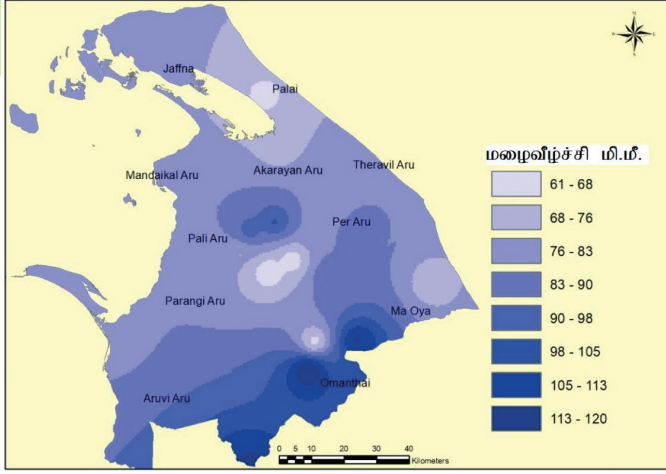 Jaffna
Palai
Akarayan Aru
Theravil Aru
Mandaikal Aru
Per Aru
Pali Aru
Parangi Aru
Ma Oya
Omanthai
Aruvi Aru
மழைவீழ்ச்சி மி.மீ.
61 - 68
68 - 76
76 - 83
83 - 90
90 - 98
98 - 105
105 - 113
113 - 120
0 5 10 20 30 40
Kilometers